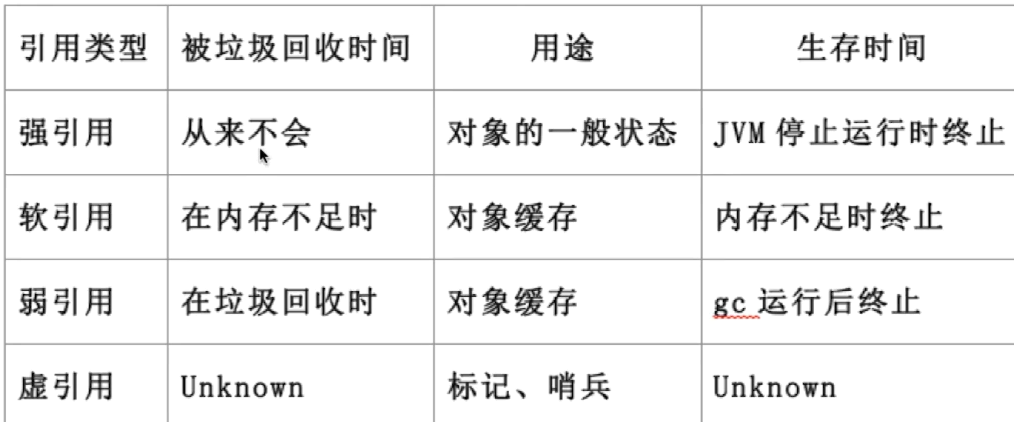 引用类型 被垃圾回收时间 用途 生存时间
强引用 从来不会 对象的一般状态 JVM 停止运行时终止
软引用 在内存不足时 对象缓存 内存不足时终止
弱引用 在垃圾回收时 对象缓存 gc 运行后终止
虚引用 Unknown 标记、哨兵 Unknown